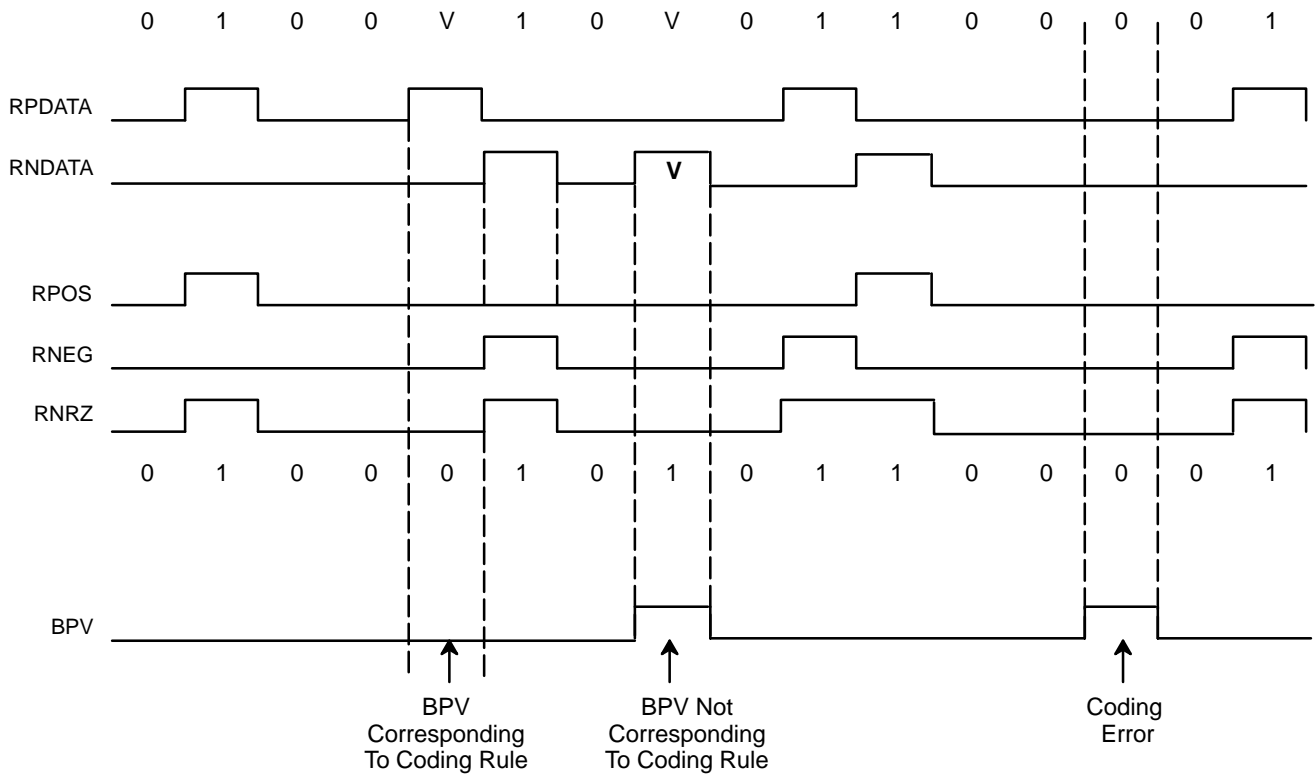 0 1 0 0 V 1 0 V 0 1 1 0 0 0 0 1
RPDATA
RNDATA
V
RPOS
RNEG
RNRZ
0 1 0 0 0 1 0 1 0 1 1 0 0 0 0 1
BPV
BPV
Corresponding
To Coding Rule
BPV Not
Corresponding
To Coding Rule
Coding
Error